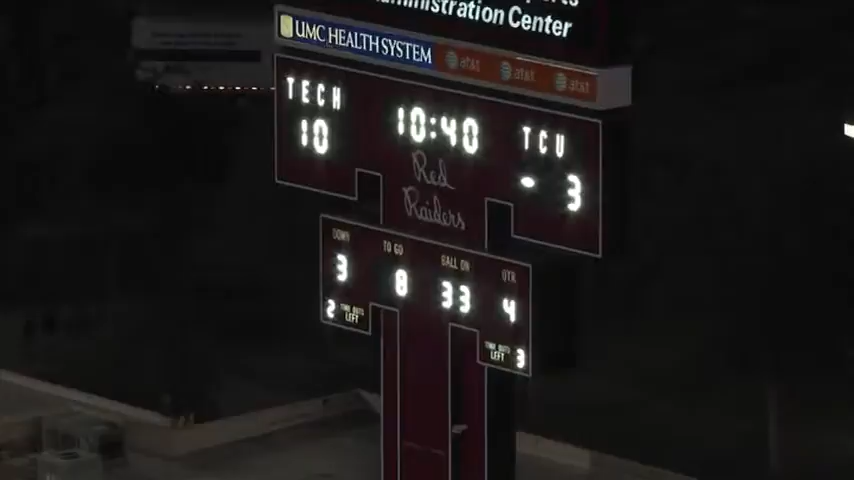 ministration Center
UMC HEALTH SYSTEM
at&t at&t at&t
TECH 10:40 TCU
10 3
Red
Raiders
DOWN TO GO BALL ON QTR
3 8 33 4
2 TIME OUTS LEFT
TIME OUTS LEFT 3